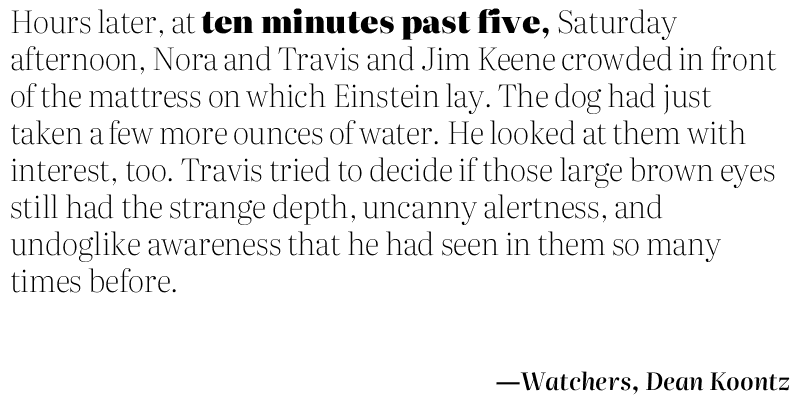 Hours later, at ten minutes past five, Saturday
afternoon, Nora and Travis and Jim Keene crowded in front
of the mattress on which Einstein lay. The dog had just
taken a few more ounces of water. He looked at them with
interest, too. Travis tried to decide if those large brown eyes
still had the strange depth, uncanny alertness, and
undoglike awareness that he had seen in them so many
times before.
—Watchers, Dean Koontz